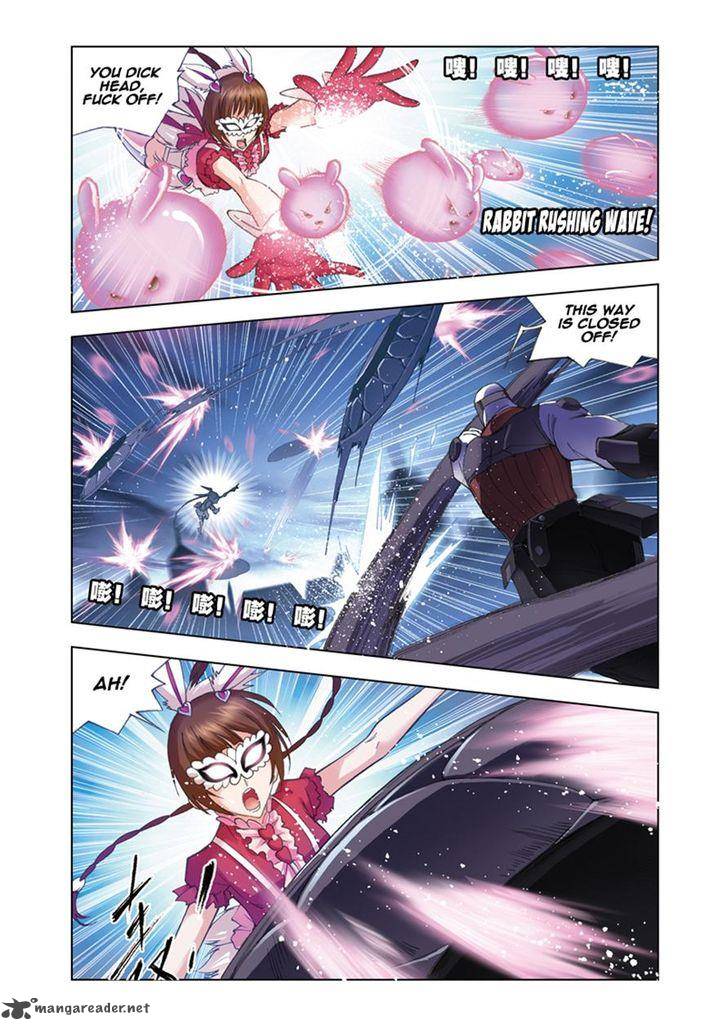 YOU DICK
HEAD,
FUCK OFF!
嗖! 嗖! 嗖! 嗖!
RABBIT RUSHING WAVE!
THIS WAY
IS CLOSED
OFF!
嘭! 嘭! 嘭! 嘭! 嘭!
AH!
mangareader.net